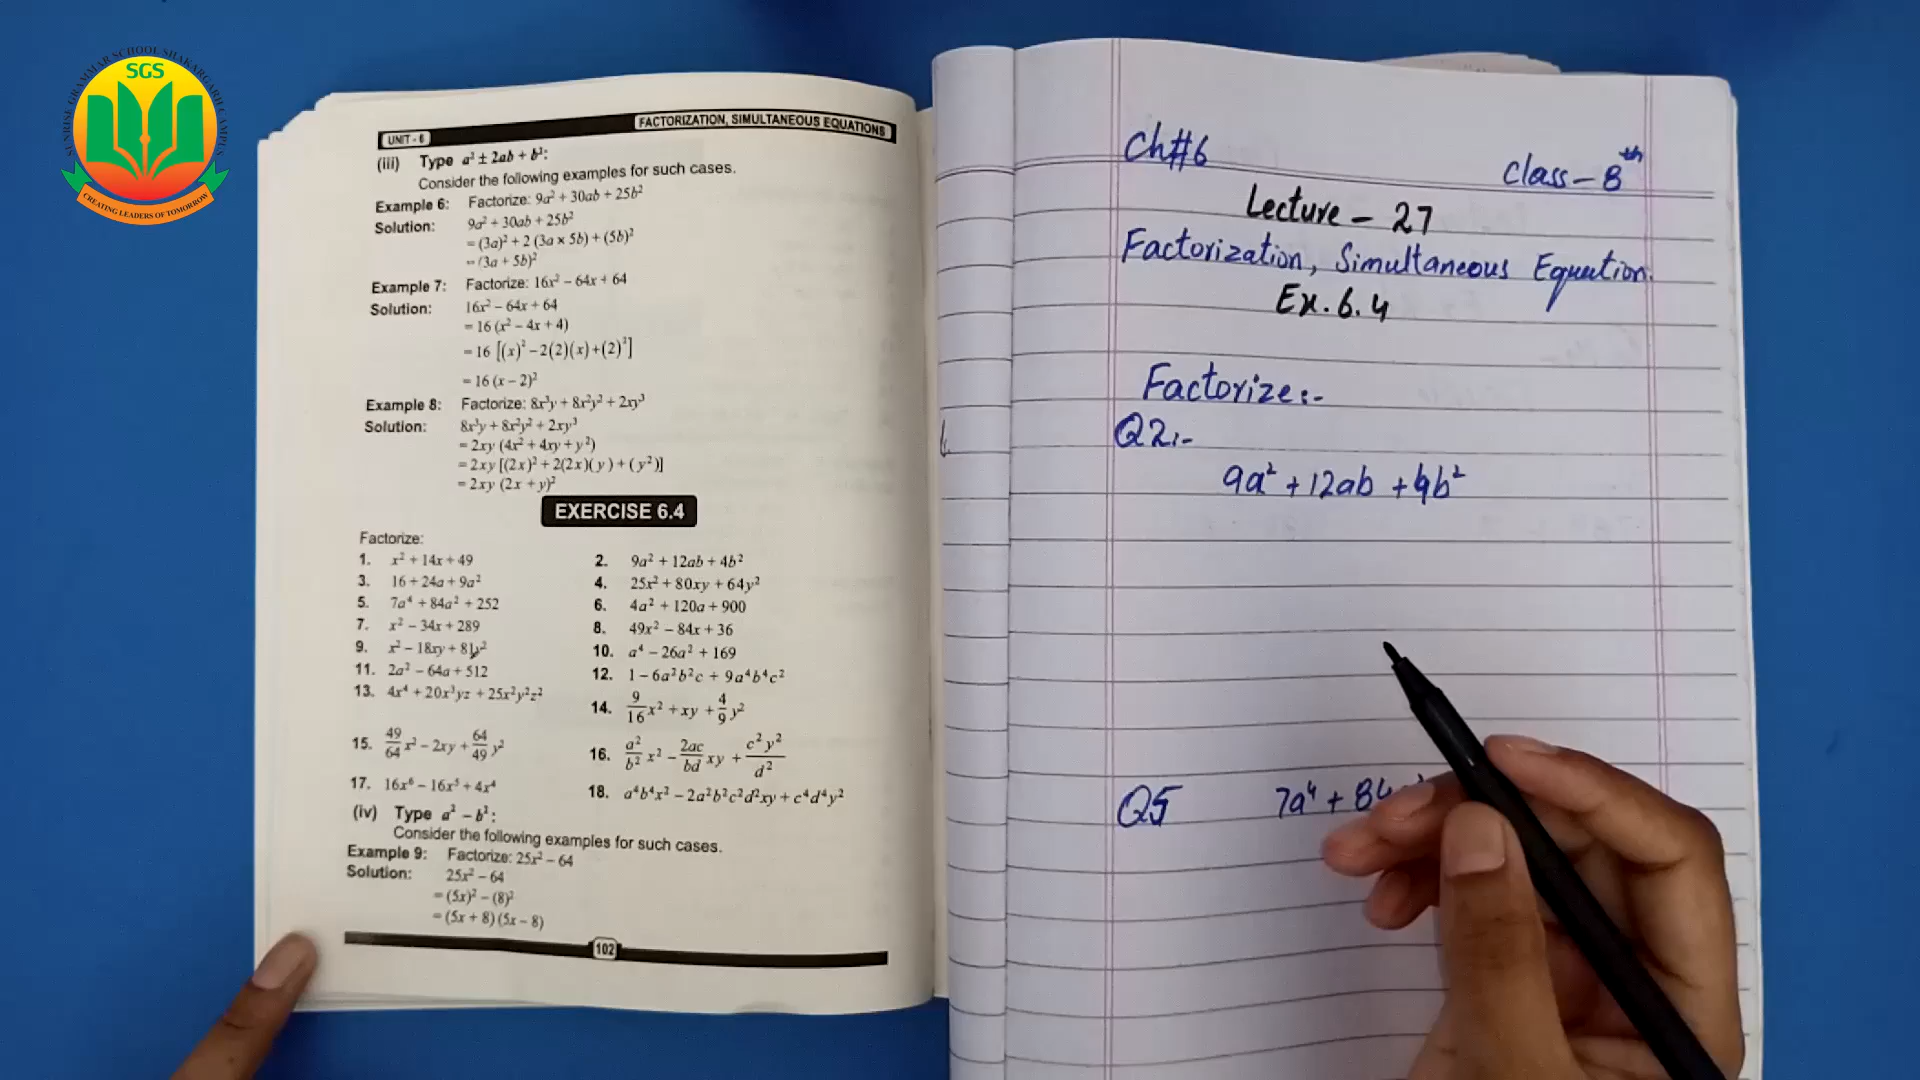 SUNRISE GRAMMAR SCHOOL SHAKARGARH CAMPUS
SGS
CREATING LEADERS OF TOMORROW
UNIT - 6
FACTORIZATION, SIMULTANEOUS EQUATIONS
(iii) Type a² ± 2ab + b²:
Consider the following examples for such cases.
Example 6: Factorize: 9a² + 30ab + 25b²
Solution: 9a² + 30ab + 25b²
= (3a)² + 2 (3a × 5b) + (5b)²
= (3a + 5b)²
Example 7: Factorize: 16x² – 64x + 64
Solution: 16x² – 64x + 64
= 16 (x² – 4x + 4)
= 16 [(x)² – 2(2)(x) + (2)²]
= 16 (x – 2)²
Example 8: Factorize: 8x³y + 8x²y² + 2xy³
Solution: 8x³y + 8x²y² + 2xy³
= 2xy (4x² + 4xy + y²)
= 2xy [(2x)² + 2(2x)(y) + (y²)]
= 2xy (2x + y)²
EXERCISE 6.4
Factorize:
1. x² + 14x + 49 2. 9a² + 12ab + 4b²
3. 16 + 24a + 9a² 4. 25x² + 80xy + 64y²
5. 7a⁴ + 84a² + 252 6. 4a² + 120a + 900
7. x² – 34x + 289 8. 49x² – 84x + 36
9. x² – 18xy + 81y² 10. a⁴ – 26a² + 169
11. 2a² – 64a + 512 12. 1 – 6a²b²c + 9a⁴b⁴c²
13. 4x⁴ + 20x³yz + 25x²y²z² 14. 9/16 x² + xy + 4/9 y²
15. 49/64 x² – 2xy + 64/49 y² 16. a²/b² x² – 2ac/bd xy + c²y²/d²
17. 16x⁶ – 16x⁵ + 4x⁴ 18. a⁴b⁴x² – 2a²b²c²d²xy + c⁴d⁴y²
(iv) Type a² – b²:
Consider the following examples for such cases.
Example 9: Factorize: 25x² – 64
Solution: 25x² – 64
= (5x)² – (8)²
= (5x + 8) (5x – 8)
102
Ch#6
Class – 8th
Lecture – 27
Factorization, Simultaneous Equation.
Ex. 6.4
Factorize:-
Q2:-
9a² + 12ab + 4b²
Q5 7a⁴ + 84